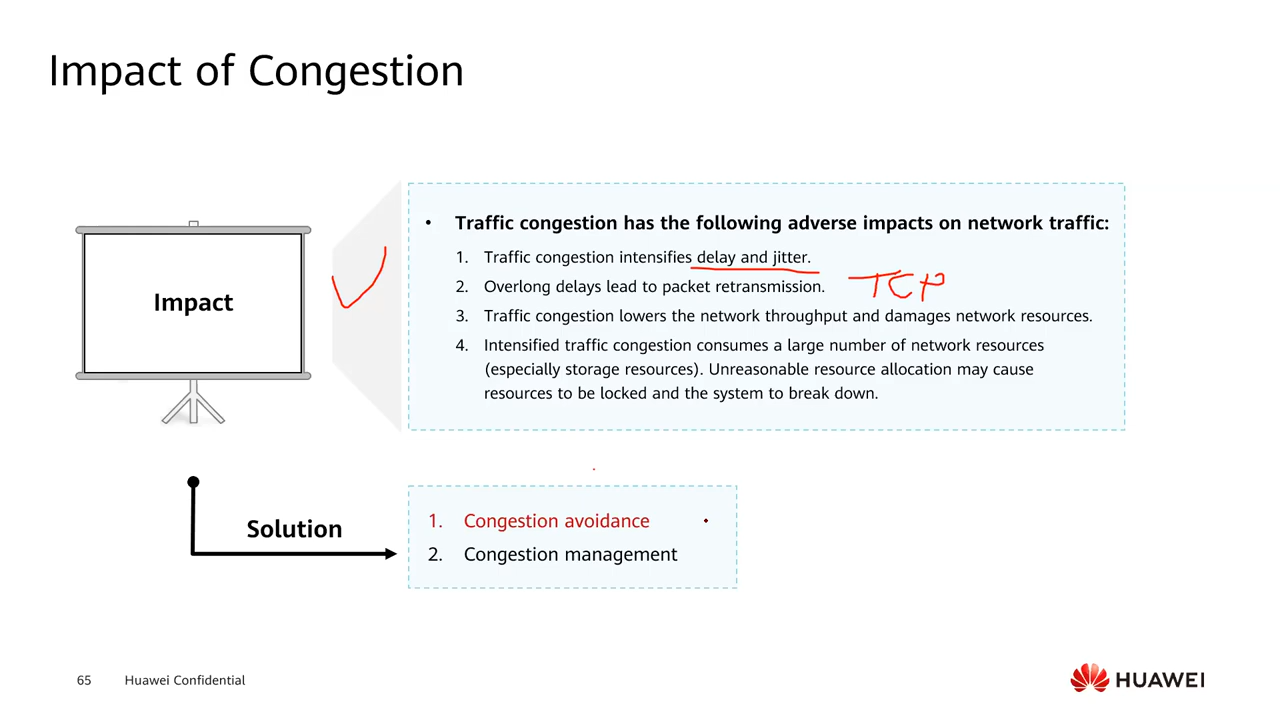 Impact of Congestion
Impact
• Traffic congestion has the following adverse impacts on network traffic:
1. Traffic congestion intensifies delay and jitter.
2. Overlong delays lead to packet retransmission. TCP
3. Traffic congestion lowers the network throughput and damages network resources.
4. Intensified traffic congestion consumes a large number of network resources
(especially storage resources). Unreasonable resource allocation may cause
resources to be locked and the system to break down.
Solution
1. Congestion avoidance
2. Congestion management
65 Huawei Confidential
HUAWEI